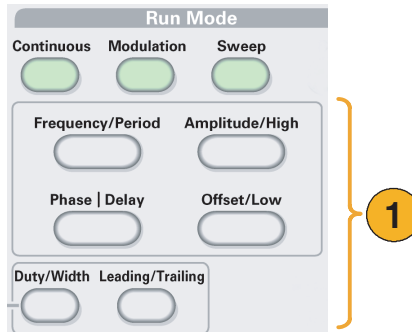 Run Mode
Continuous Modulation Sweep
Frequency/Period Amplitude/High
Phase | Delay Offset/Low
1
Duty/Width Leading/Trailing